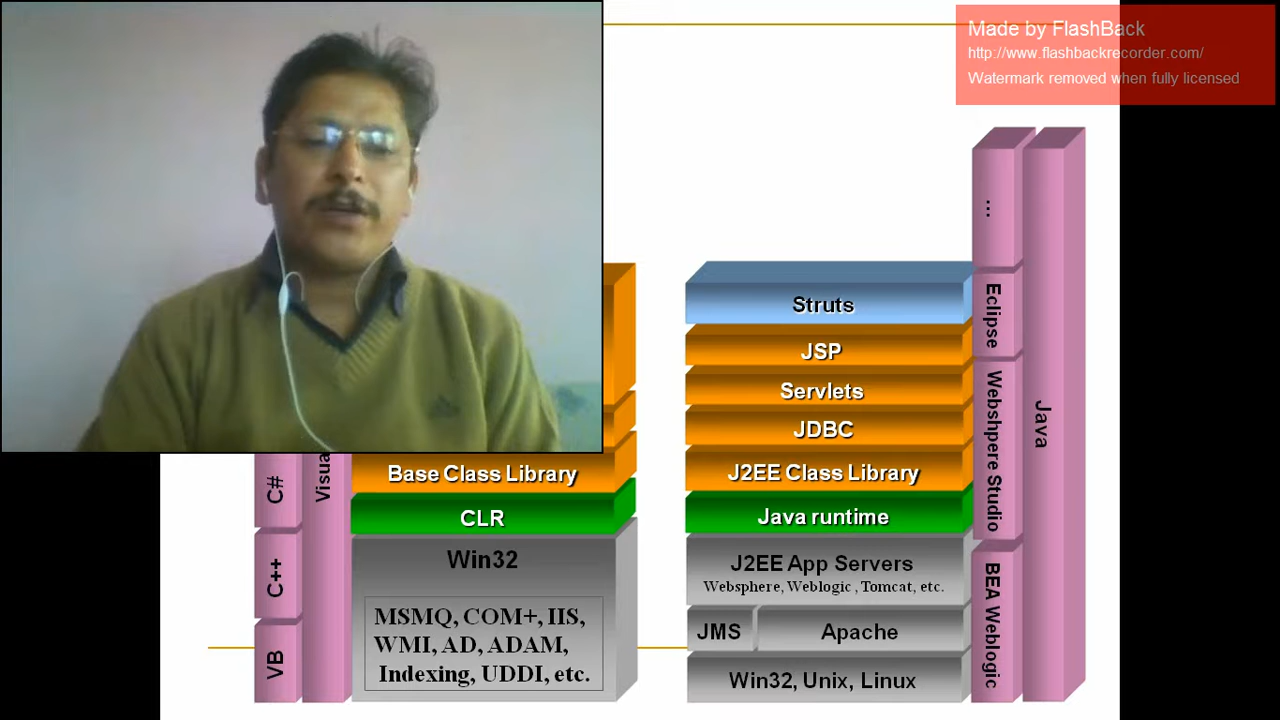 Made by FlashBack
http://www.flashbackrecorder.com/
Watermark removed when fully licensed
Base Class Library
CLR
Win32
MSMQ, COM+, IIS,
WMI, AD, ADAM,
Indexing, UDDI, etc.
C#
C++
VB
Struts
JSP
Servlets
JDBC
J2EE Class Library
Java runtime
J2EE App Servers
Websphere, Weblogic , Tomcat, etc.
JMS
Apache
Win32, Unix, Linux
...
Eclipse
Webshpere Studio
BEA Weblogic
Java